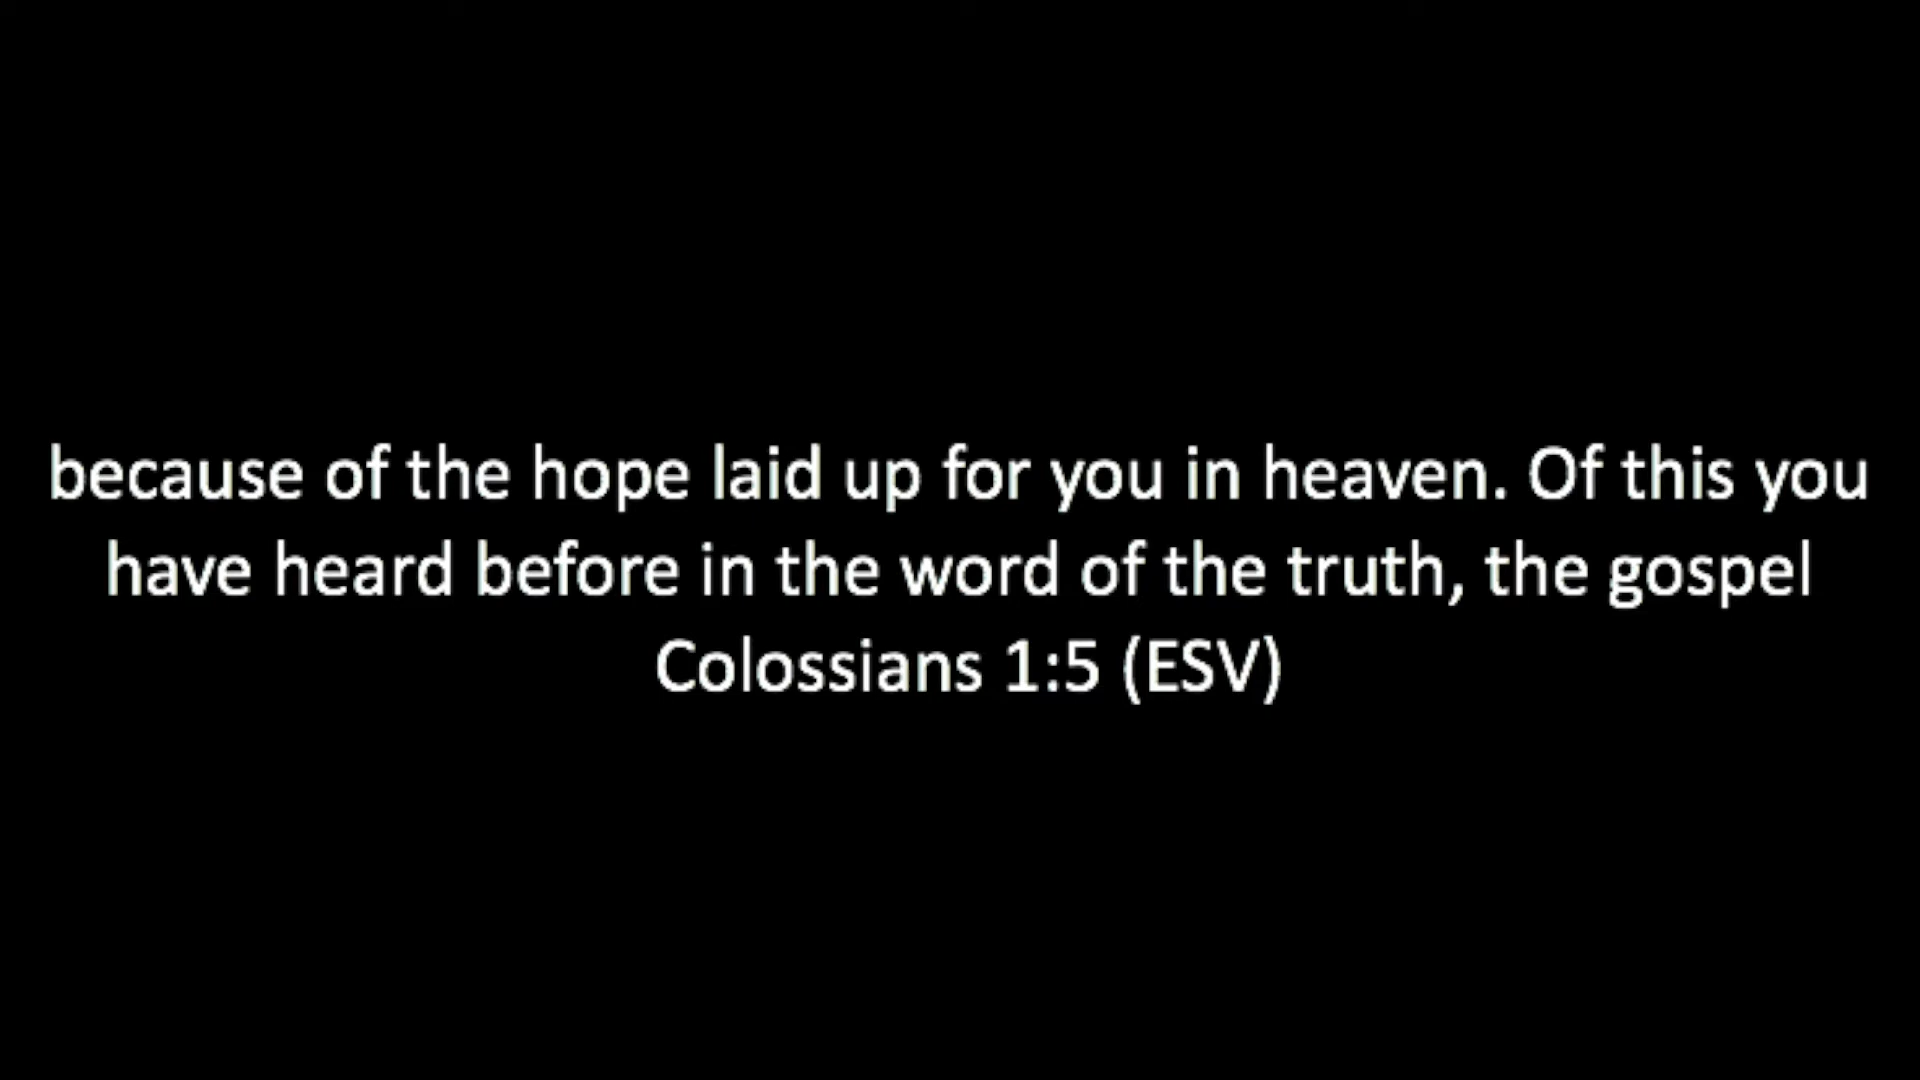 because of the hope laid up for you in heaven. Of this you
have heard before in the word of the truth, the gospel
Colossians 1:5 (ESV)